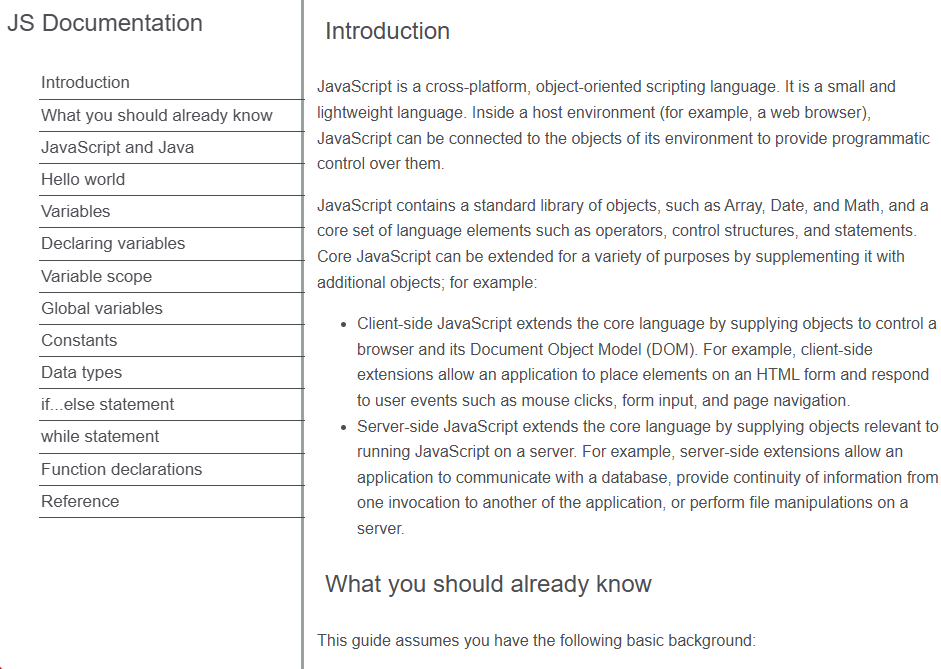 JS Documentation
Introduction
What you should already know
JavaScript and Java
Hello world
Variables
Declaring variables
Variable scope
Global variables
Constants
Data types
if...else statement
while statement
Function declarations
Reference
Introduction
JavaScript is a cross-platform, object-oriented scripting language. It is a small and
lightweight language. Inside a host environment (for example, a web browser),
JavaScript can be connected to the objects of its environment to provide programmatic
control over them.
JavaScript contains a standard library of objects, such as Array, Date, and Math, and a
core set of language elements such as operators, control structures, and statements.
Core JavaScript can be extended for a variety of purposes by supplementing it with
additional objects; for example:
• Client-side JavaScript extends the core language by supplying objects to control a
browser and its Document Object Model (DOM). For example, client-side
extensions allow an application to place elements on an HTML form and respond
to user events such as mouse clicks, form input, and page navigation.
• Server-side JavaScript extends the core language by supplying objects relevant to
running JavaScript on a server. For example, server-side extensions allow an
application to communicate with a database, provide continuity of information from
one invocation to another of the application, or perform file manipulations on a
server.
What you should already know
This guide assumes you have the following basic background: